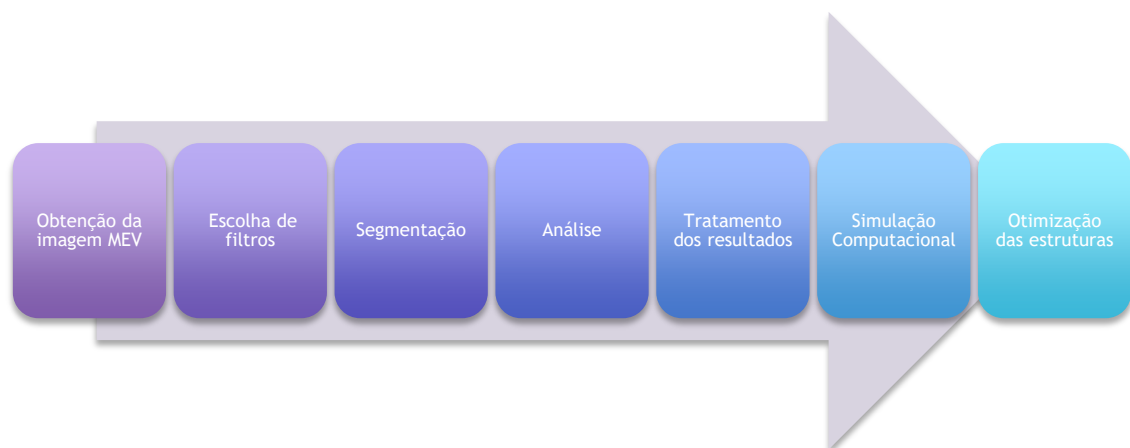 Obtenção da
imagem MEV
Escolha de
filtros
Segmentação
Análise
Tratamento
dos resultados
Simulação
Computacional
Otimização
das estruturas